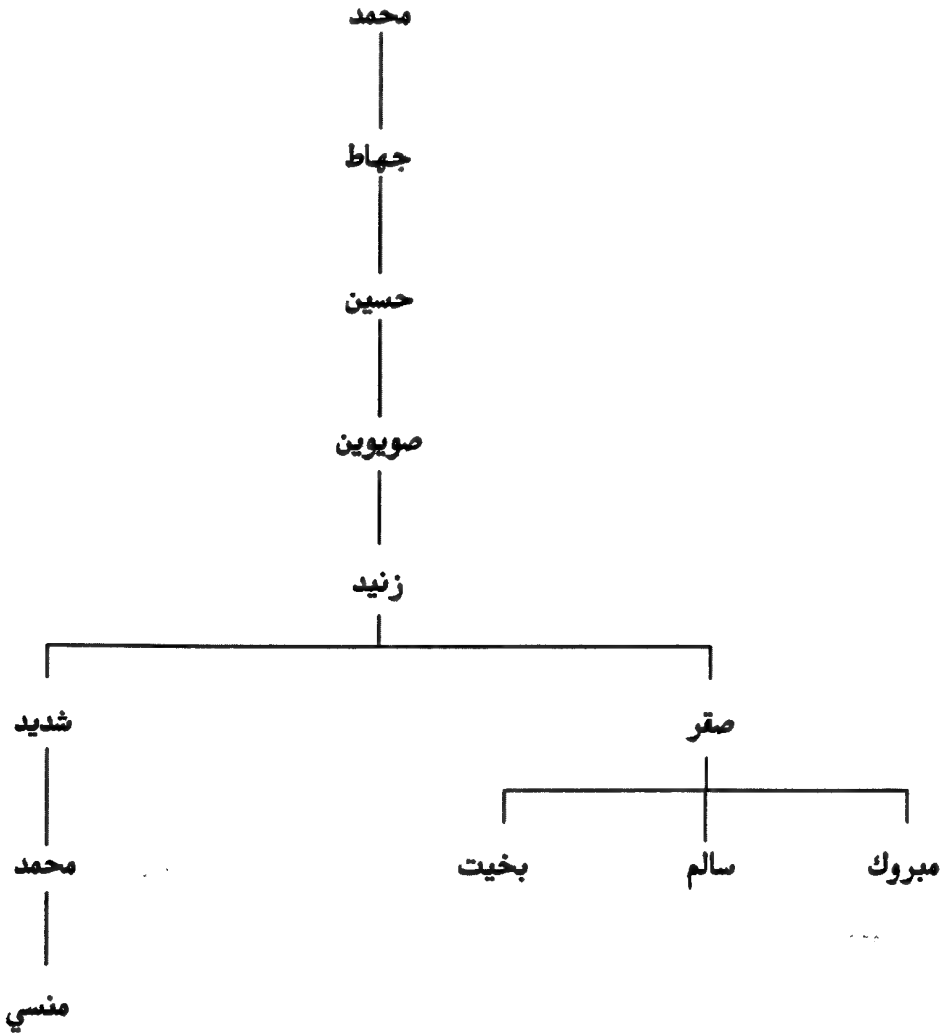 محمد
جهاط
حسين
صويوين
زنيد
صقر شديد
مبروك سالم بخيت محمد
منسي